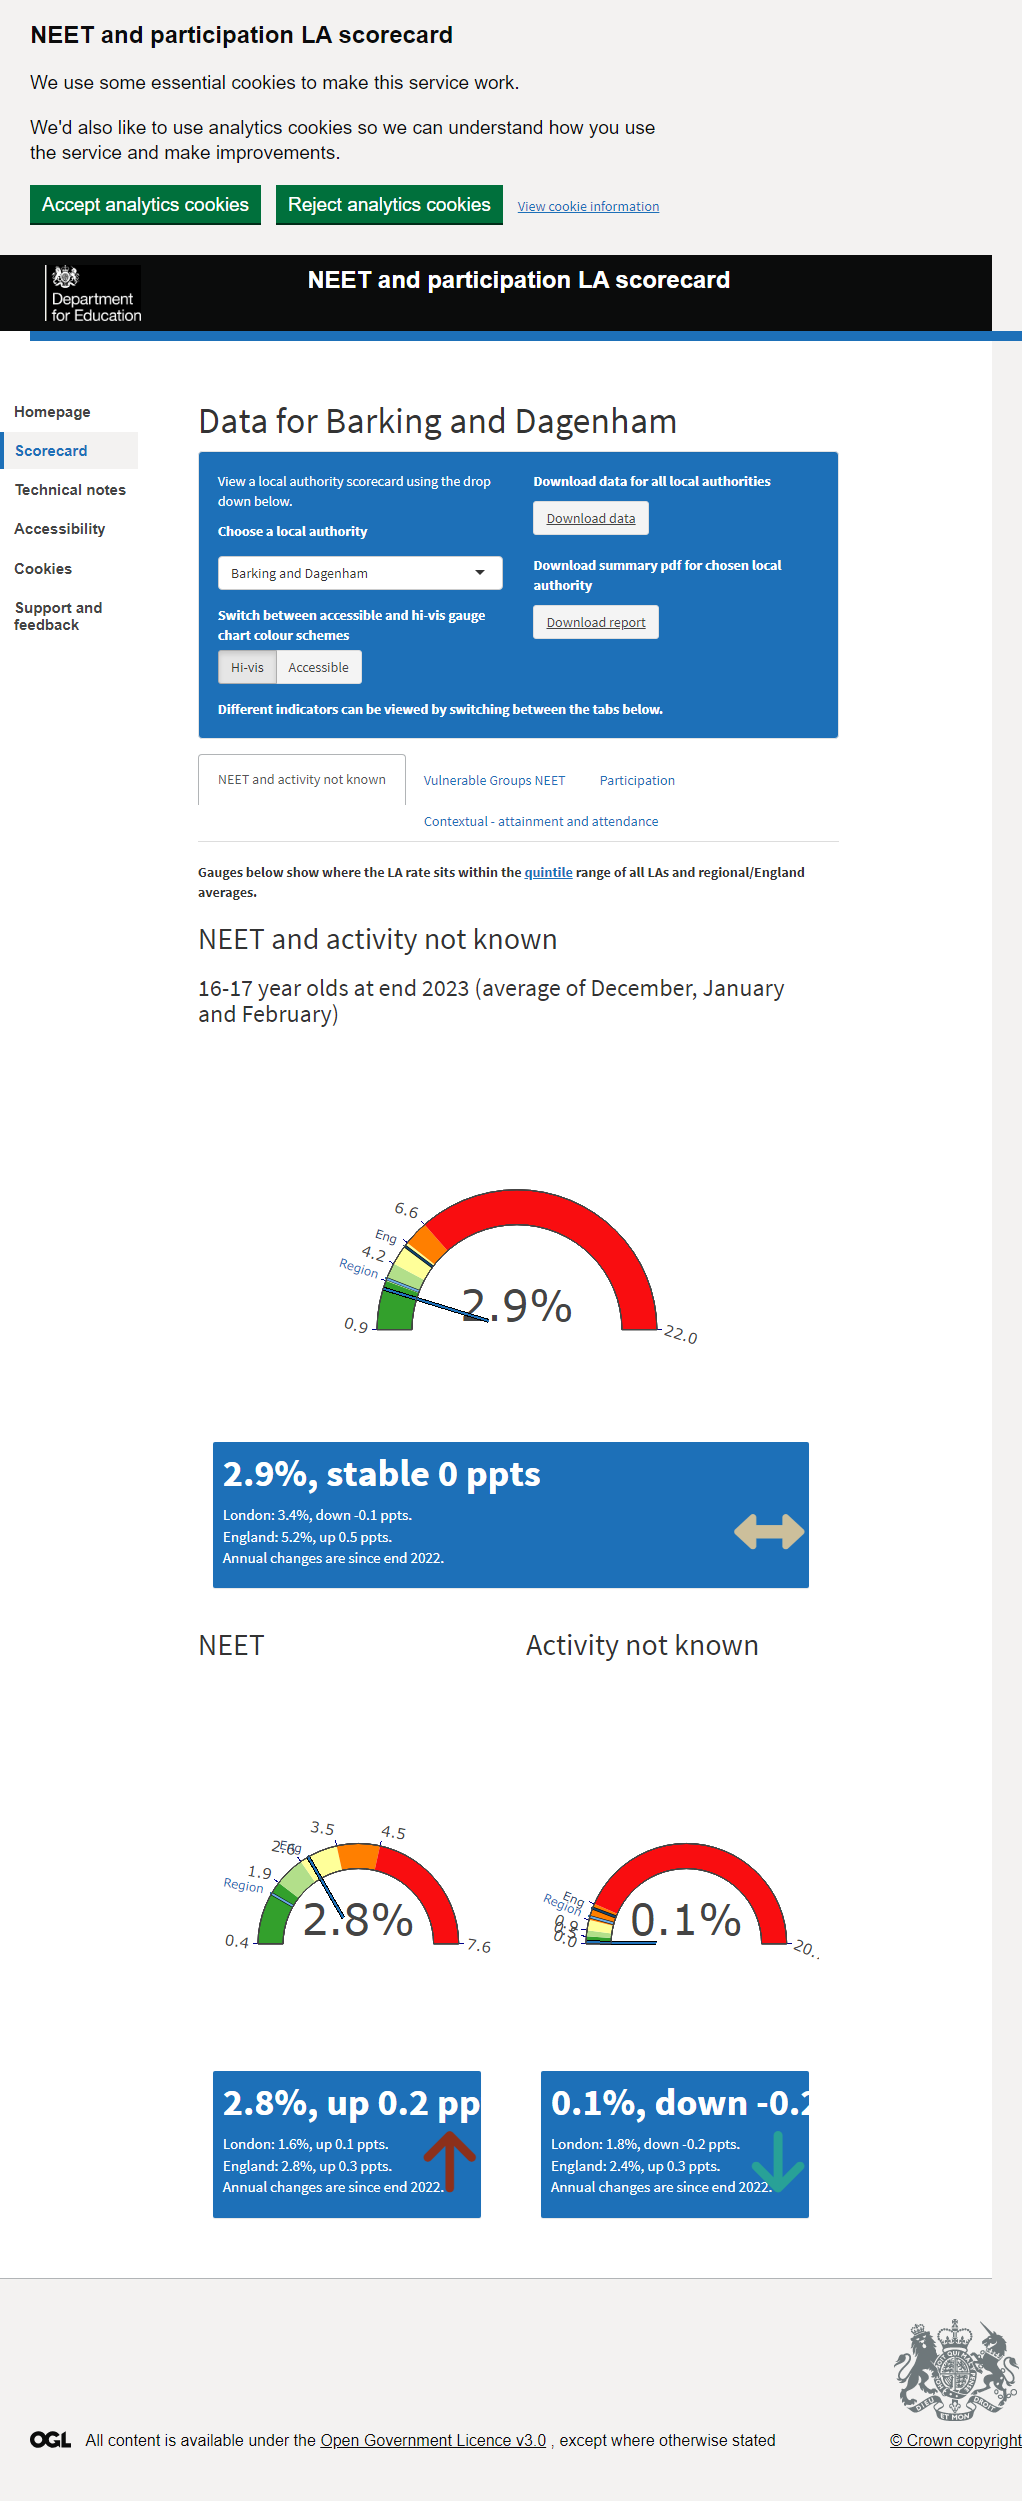 NEET and participation LA scorecard
We use some essential cookies to make this service work.
We'd also like to use analytics cookies so we can understand how you use
the service and make improvements.
Accept analytics cookies
Reject analytics cookies
View cookie information
Department
for Education
NEET and participation LA scorecard
Homepage
Scorecard
Technical notes
Accessibility
Cookies
Support and
feedback
Data for Barking and Dagenham
View a local authority scorecard using the drop
down below.
Choose a local authority
Barking and Dagenham
Switch between accessible and hi-vis gauge
chart colour schemes
Hi-vis
Accessible
Download data for all local authorities
Download data
Download summary pdf for chosen local
authority
Download report
Different indicators can be viewed by switching between the tabs below.
NEET and activity not known
Vulnerable Groups NEET
Participation
Contextual - attainment and attendance
Gauges below show where the LA rate sits within the quintile range of all LAs and regional/England
averages.
NEET and activity not known
16-17 year olds at end 2023 (average of December, January
and February)
6.6
Eng
4.2
Region
0.9
2.9%
22.0
2.9%, stable 0 ppts
London: 3.4%, down -0.1 ppts.
England: 5.2%, up 0.5 ppts.
Annual changes are since end 2022.
NEET
3.5
4.5
2.6
Eng
1.9
Region
0.4
2.8%
7.6
2.8%, up 0.2 pp
London: 1.6%, up 0.1 ppts.
England: 2.8%, up 0.3 ppts.
Annual changes are since end 2022.
Activity not known
Eng
Region
0.9
0.0
0.1%
20..
0.1%, down -0.2
London: 1.8%, down -0.2 ppts.
England: 2.4%, up 0.3 ppts.
Annual changes are since end 2022.
DIEU ET MON DROIT
OGL
All content is available under the Open Government Licence v3.0 , except where otherwise stated
© Crown copyright